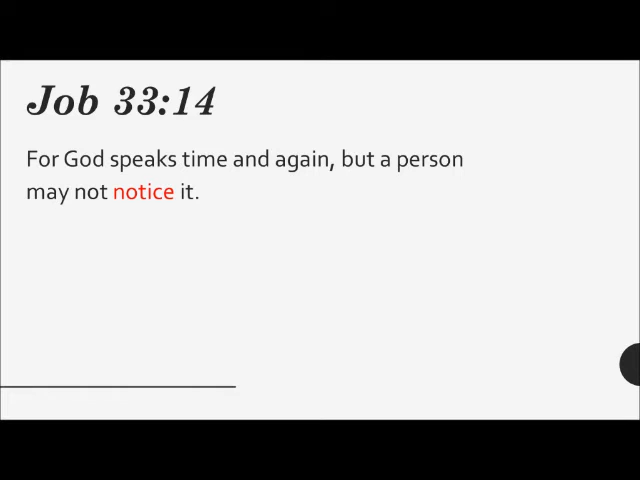 Job 33:14
For God speaks time and again, but a person
may not notice it.